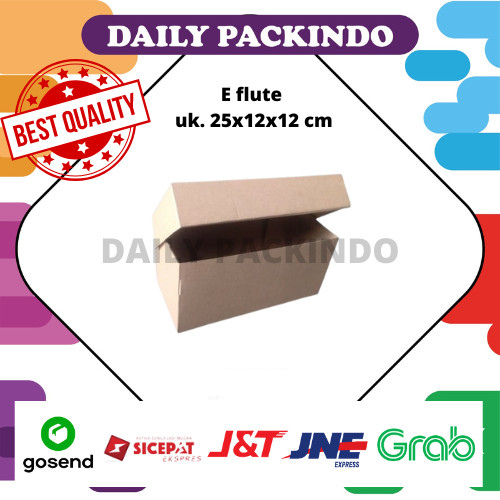 DAILY PACKINDO
BEST QUALITY
E flute
uk. 25x12x12 cm
DAILY PACKINDO
gosend
SICEPAT
EKSPRES
J&T
JNE
EXPRESS
Grab